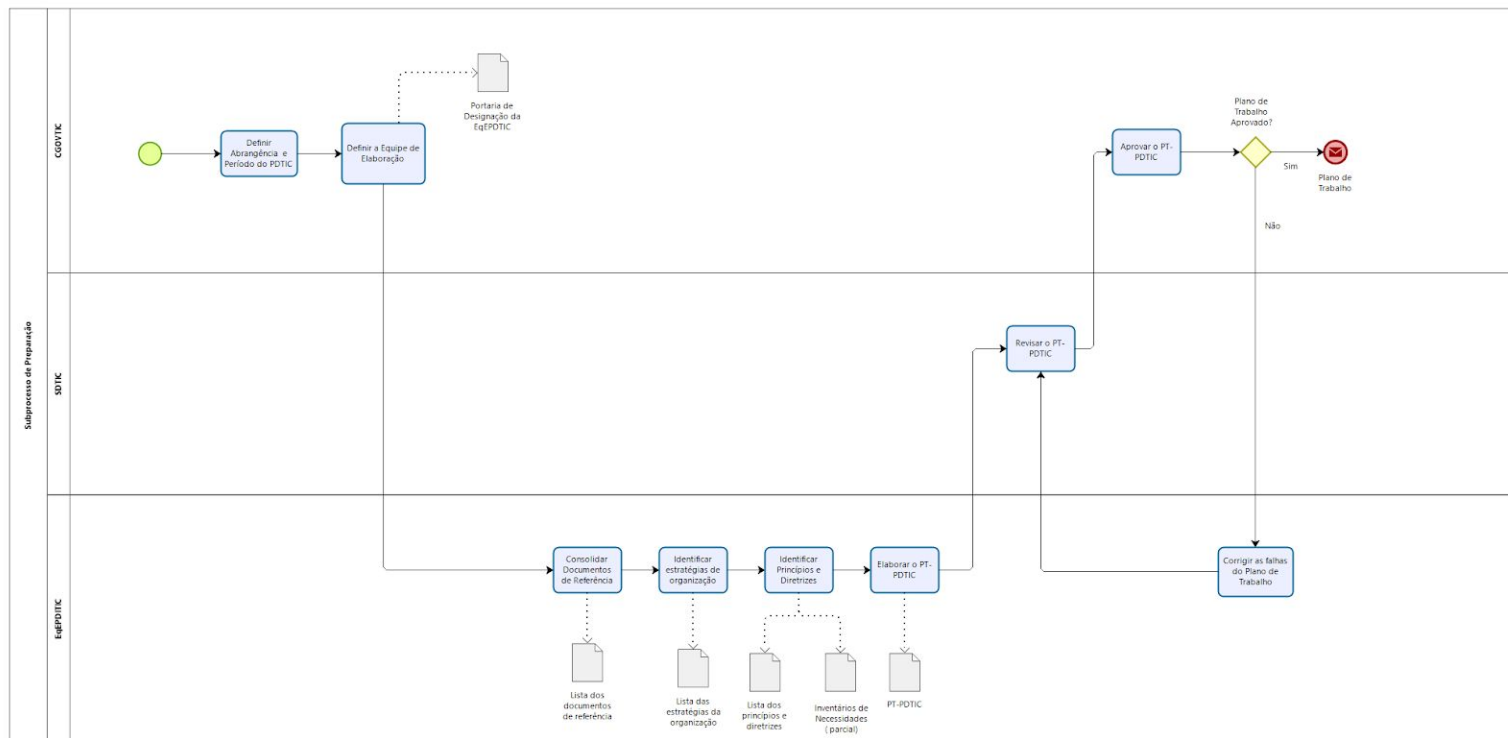 Subprocesso de Preparação
CGOVTIC
Definir
Abrangência e
Período do PDTIC
Definir a Equipe de
Elaboração
Portaria de
Designação da
EqEPDTIC
Aprovar o PT-
PDTIC
Plano de
Trabalho
Aprovado?
Sim
Plano de
Trabalho
Não
SDTIC
Revisar o PT-
PDTIC
EqEPDITIC
Consolidar
Documentos
de Referência
Identificar
estratégias de
organização
Identificar
Princípios e
Diretrizes
Elaborar o PT-
PDTIC
Corrigir as falhas
do Plano de
Trabalho
Lista dos
documentos
de referência
Lista das
estratégias da
organização
Lista dos
princípios e
diretrizes
Inventários de
Necessidades
( parcial)
PT-PDTIC